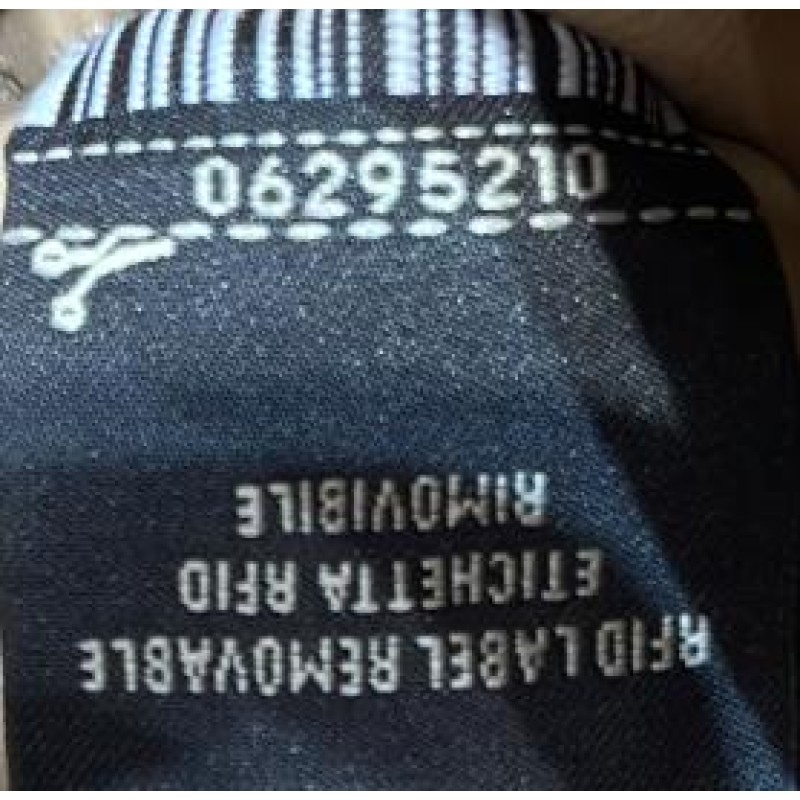 06295210
RFID LABEL REMOVABLE
ETICHETTA RFID
RIMOVIBILE